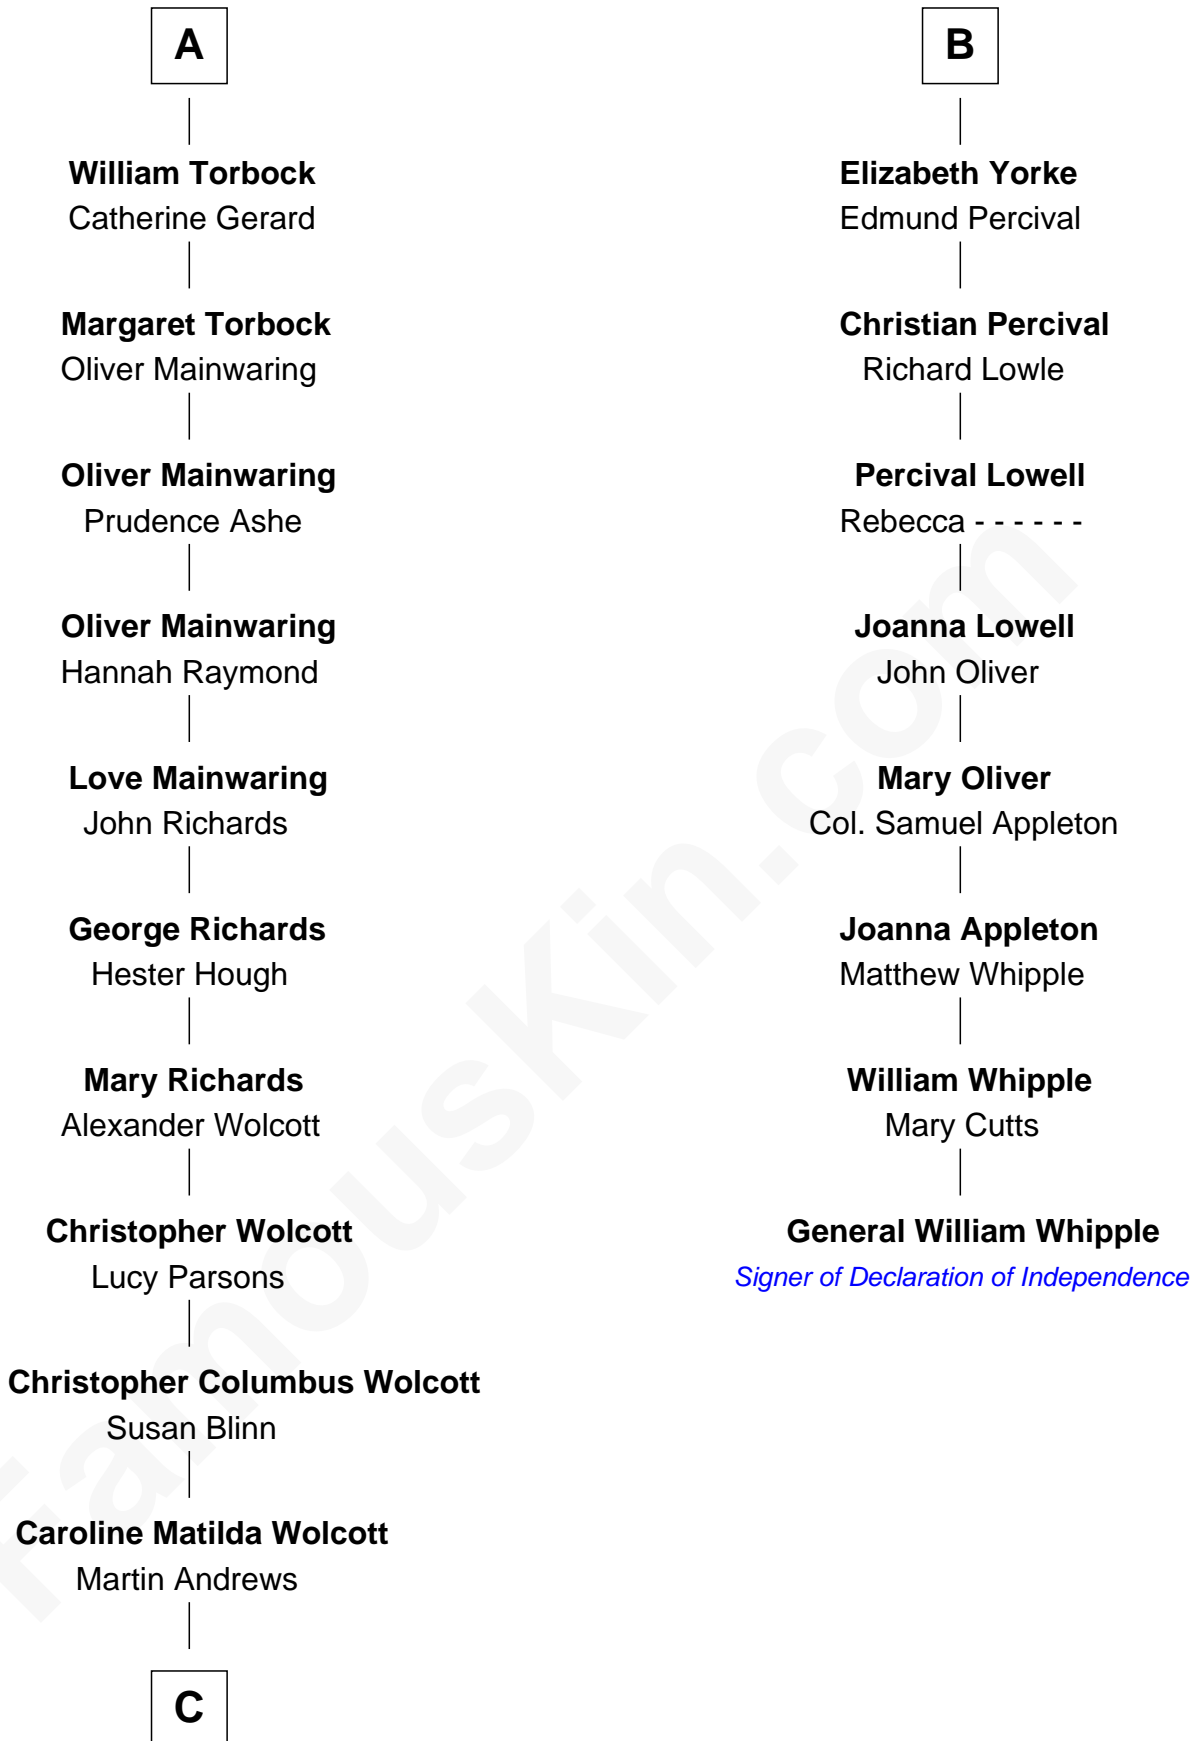 A
William Torbock
Catherine Gerard
Margaret Torbock
Oliver Mainwaring
Oliver Mainwaring
Prudence Ashe
Oliver Mainwaring
Hannah Raymond
Love Mainwaring
John Richards
George Richards
Hester Hough
Mary Richards
Alexander Wolcott
Christopher Wolcott
Lucy Parsons
Christopher Columbus Wolcott
Susan Blinn
Caroline Matilda Wolcott
Martin Andrews
C
B
Elizabeth Yorke
Edmund Percival
Christian Percival
Richard Lowle
Percival Lowell
Rebecca - - - - - -
Joanna Lowell
John Oliver
Mary Oliver
Col. Samuel Appleton
Joanna Appleton
Matthew Whipple
William Whipple
Mary Cutts
General William Whipple
Signer of Declaration of Independence
FamousKin.com